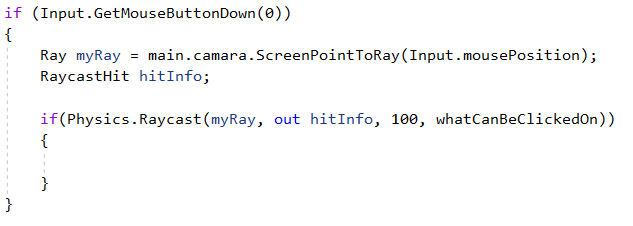 if (Input.GetMouseButtonDown(0))
{
Ray myRay = main.camara.ScreenPointToRay(Input.mousePosition);
RaycastHit hitInfo;
if(Physics.Raycast(myRay, out hitInfo, 100, whatCanBeClickedOn))
{
}
}